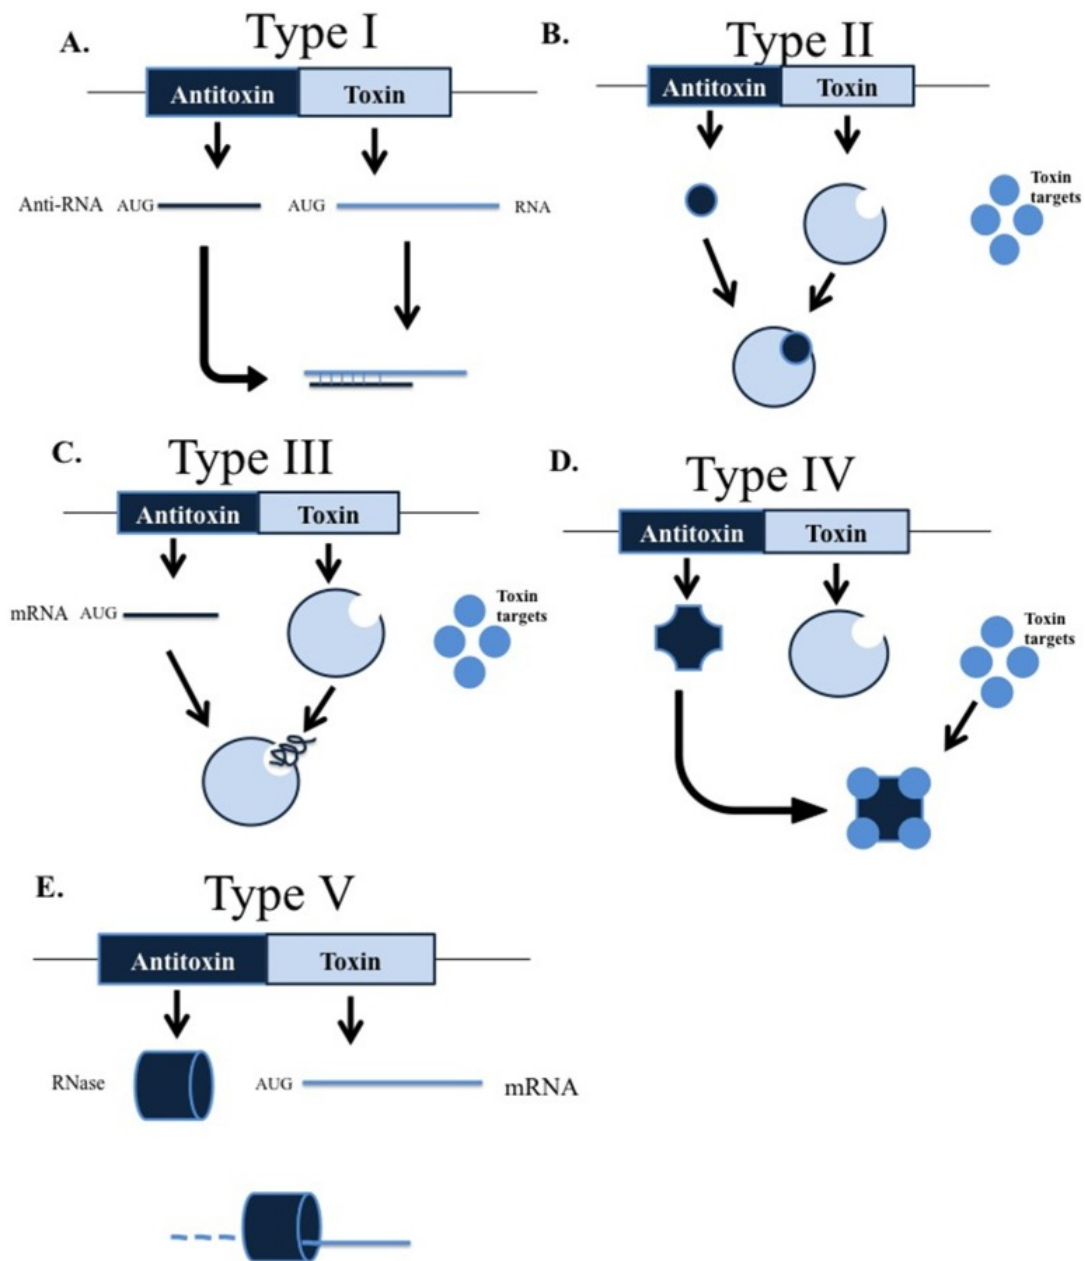 A.
Type I
Antitoxin
Toxin
Anti-RNA
AUG
AUG
RNA
B.
Type II
Antitoxin
Toxin
Toxin
targets
C.
Type III
Antitoxin
Toxin
mRNA
AUG
Toxin
targets
D.
Type IV
Antitoxin
Toxin
Toxin
targets
E.
Type V
Antitoxin
Toxin
RNase
AUG
mRNA